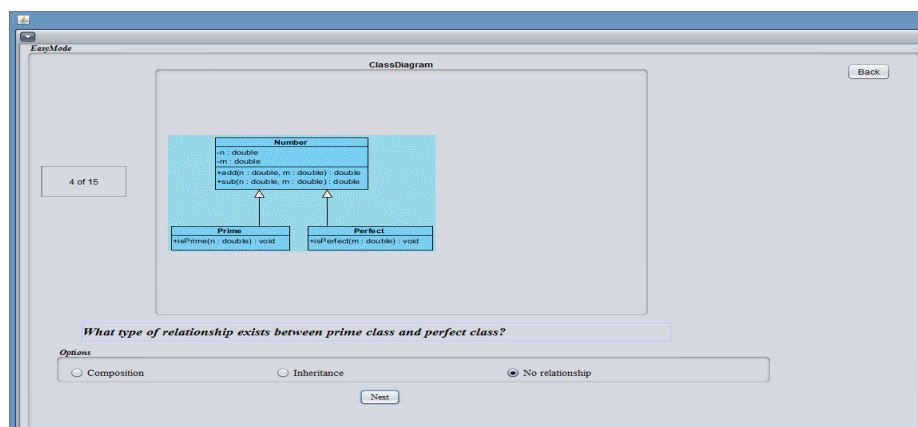 EasyMode
ClassDiagram
Back
Number
-n : double
-m : double
+add(n : double, m : double) : double
+sub(n : double, m : double) : double
4 of 15
Prime
+isPrime(n : double) : void
Perfect
+isPerfect(m : double) : void
What type of relationship exists between prime class and perfect class?
Options
Composition
Inheritance
No relationship
Next